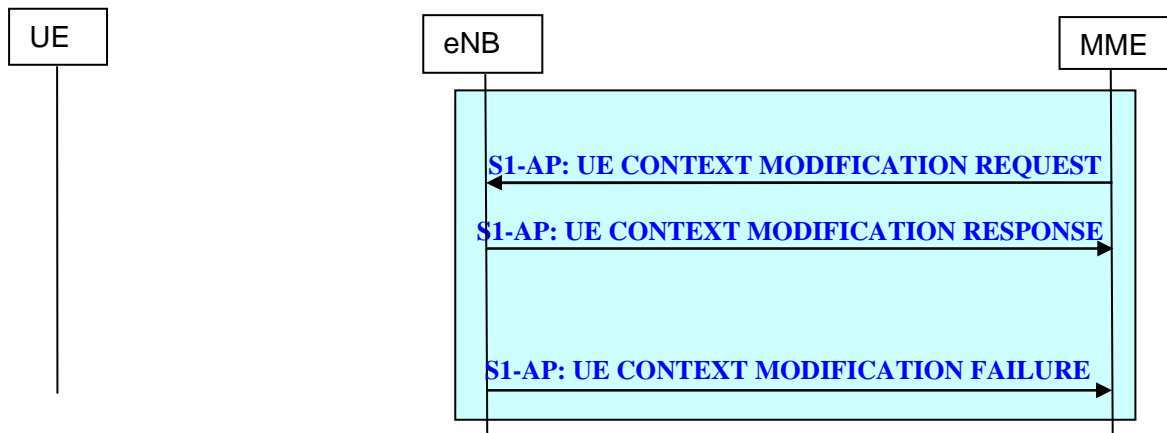 UE
eNB
MME
S1-AP: UE CONTEXT MODIFICATION REQUEST
S1-AP: UE CONTEXT MODIFICATION RESPONSE
S1-AP: UE CONTEXT MODIFICATION FAILURE